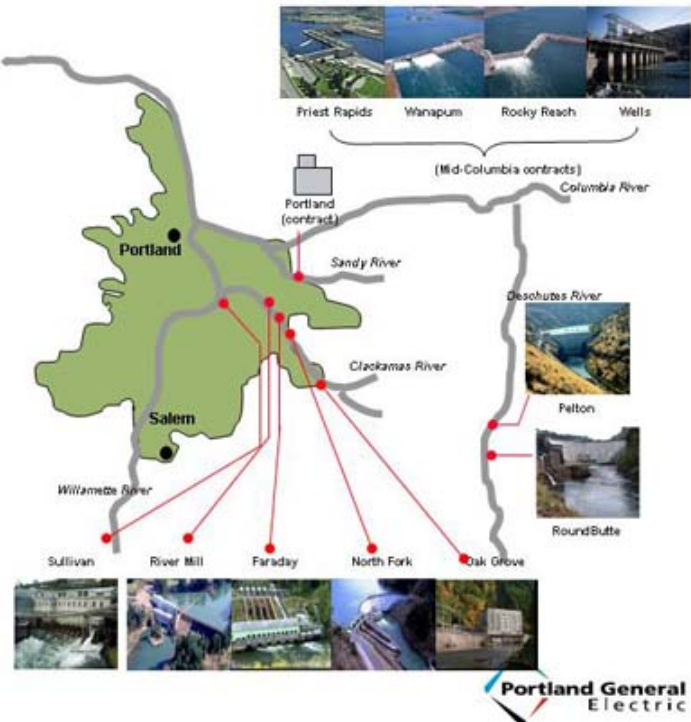 Priest Rapids
Wanapum
Rocky Reach
Wells
(Mid-Columbia contracts)
Columbia River
Portland
(contract)
Portland
Sandy River
Deschutes River
Clackamas River
Pelton
Salem
Willamette River
RoundButte
Sullivan
River Mill
Faraday
North Fork
Oak Grove
Portland General
Electric